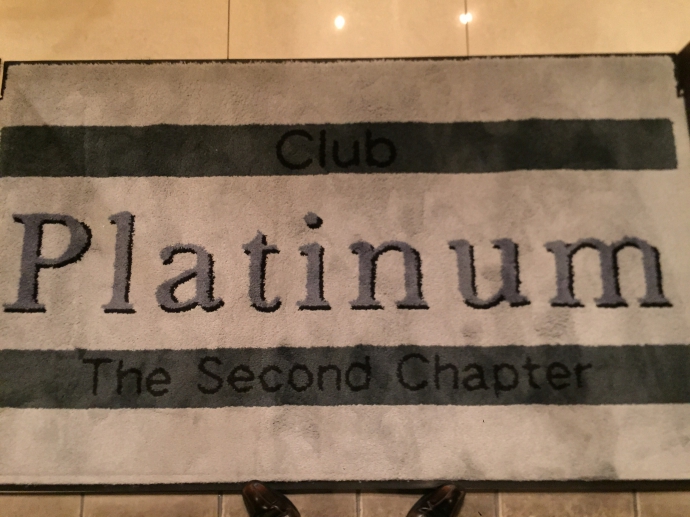 Club
Platinum
The Second Chapter